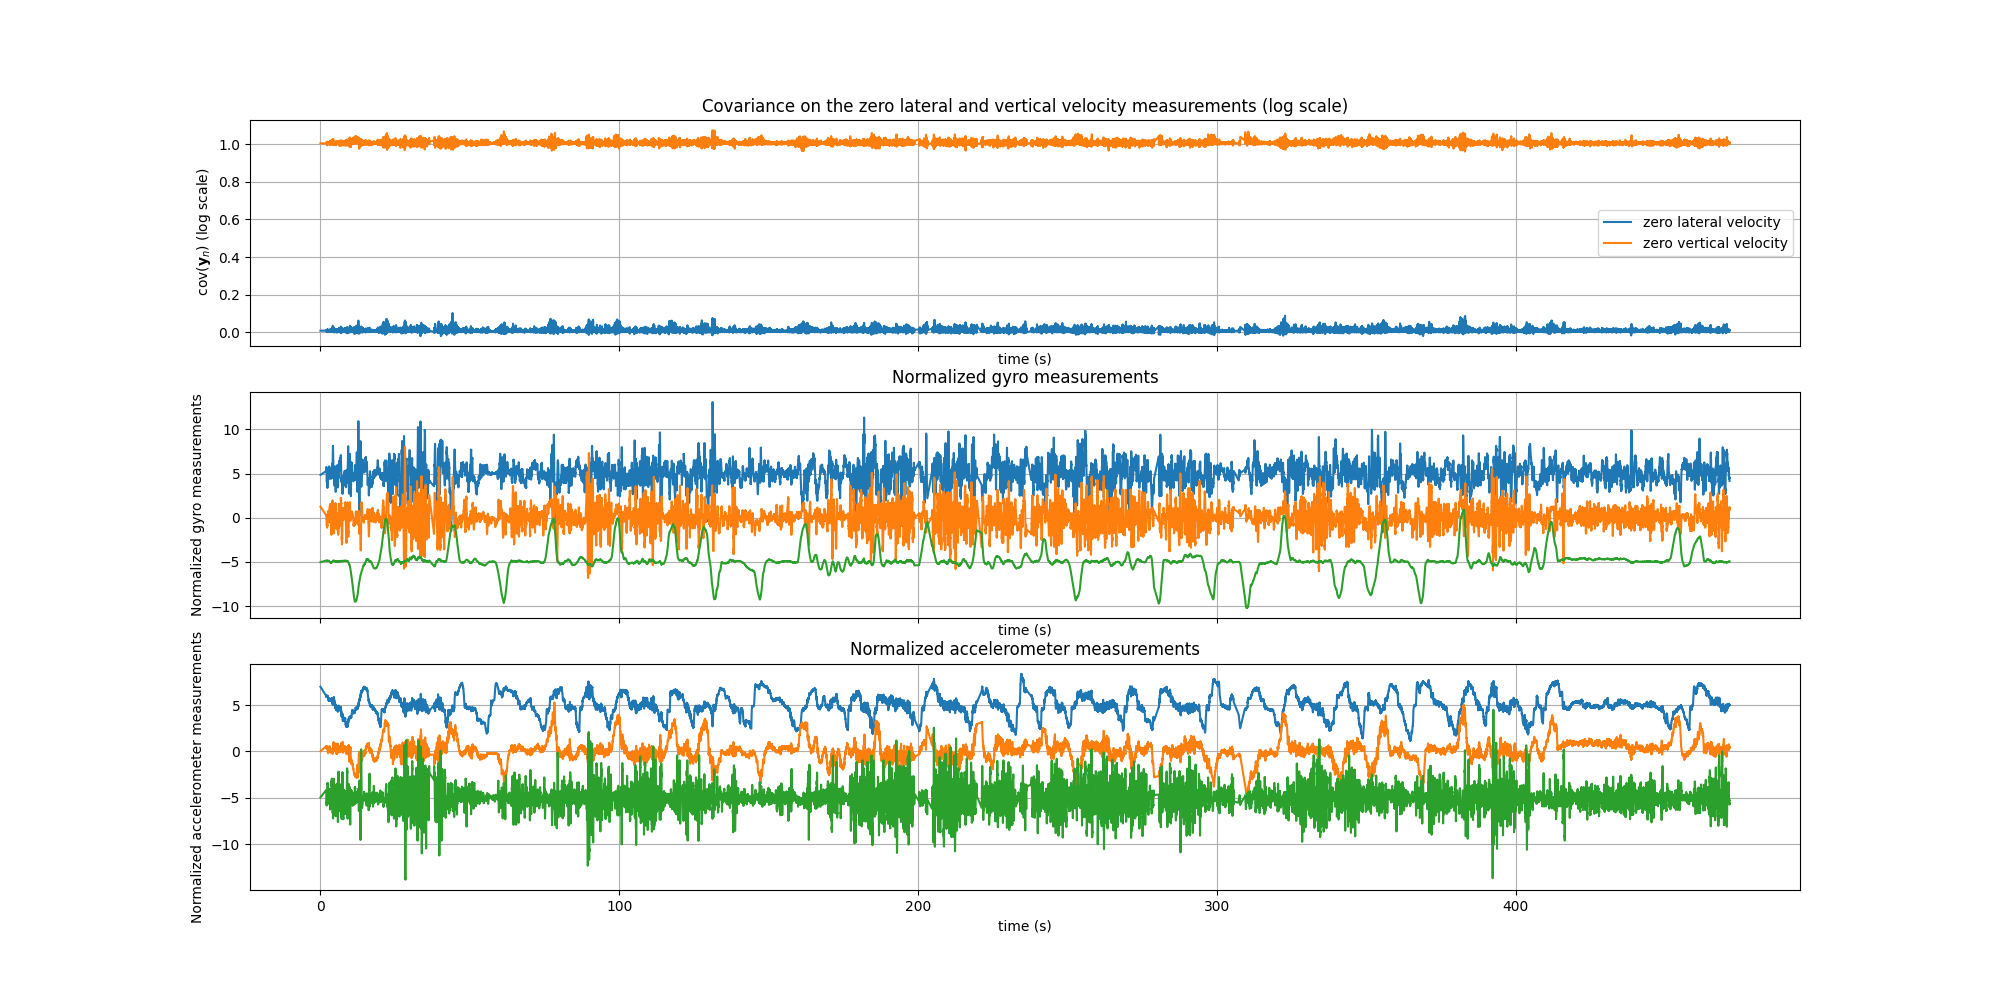 Covariance on the zero lateral and vertical velocity measurements (log scale)
cov(yₙ) (log scale)
1.0
0.8
0.6
0.4
0.2
0.0
zero lateral velocity
zero vertical velocity
time (s)
Normalized gyro measurements
Normalized gyro measurements
10
5
0
−5
−10
time (s)
Normalized accelerometer measurements
Normalized accelerometer measurements
5
0
−5
−10
0 100 200 300 400
time (s)